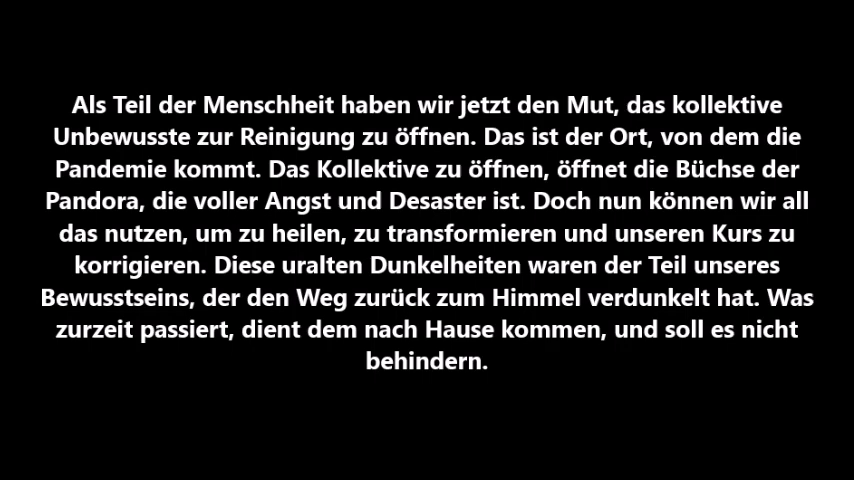 Als Teil der Menschheit haben wir jetzt den Mut, das kollektive
Unbewusste zur Reinigung zu öffnen. Das ist der Ort, von dem die
Pandemie kommt. Das Kollektive zu öffnen, öffnet die Büchse der
Pandora, die voller Angst und Desaster ist. Doch nun können wir all
das nutzen, um zu heilen, zu transformieren und unseren Kurs zu
korrigieren. Diese uralten Dunkelheiten waren der Teil unseres
Bewusstseins, der den Weg zurück zum Himmel verdunkelt hat. Was
zurzeit passiert, dient dem nach Hause kommen, und soll es nicht
behindern.